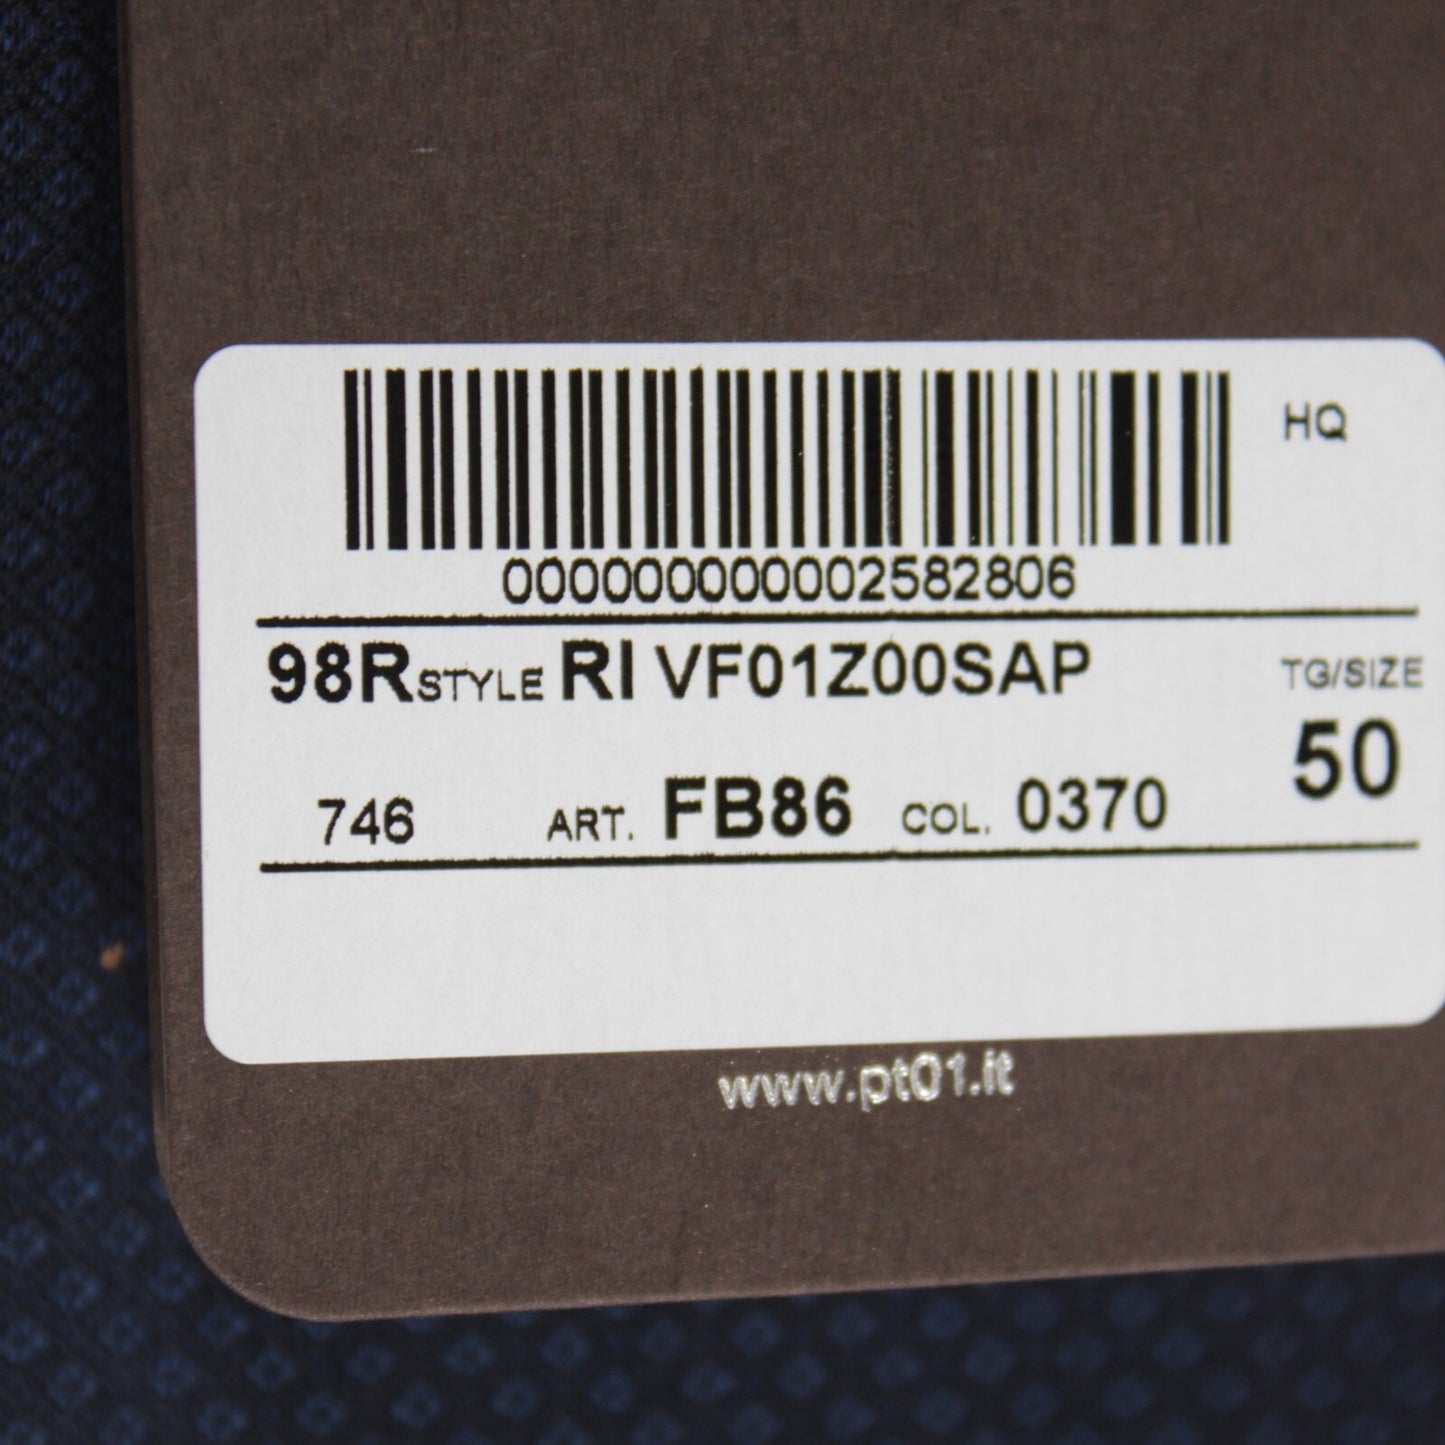 HQ
000000000002582806
98R STYLE RI VF01Z00SAP
TG/SIZE
50
746 ART. FB86 COL. 0370
www.pt01.it